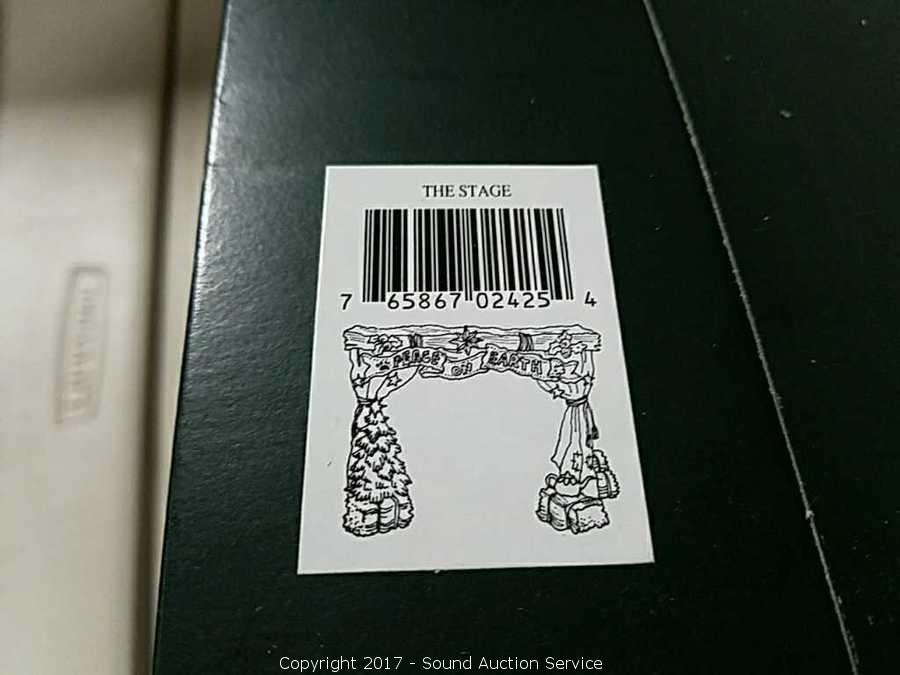 THE STAGE
7 65867 02425 4
PEACE ON EARTH
Copyright 2017 - Sound Auction Service